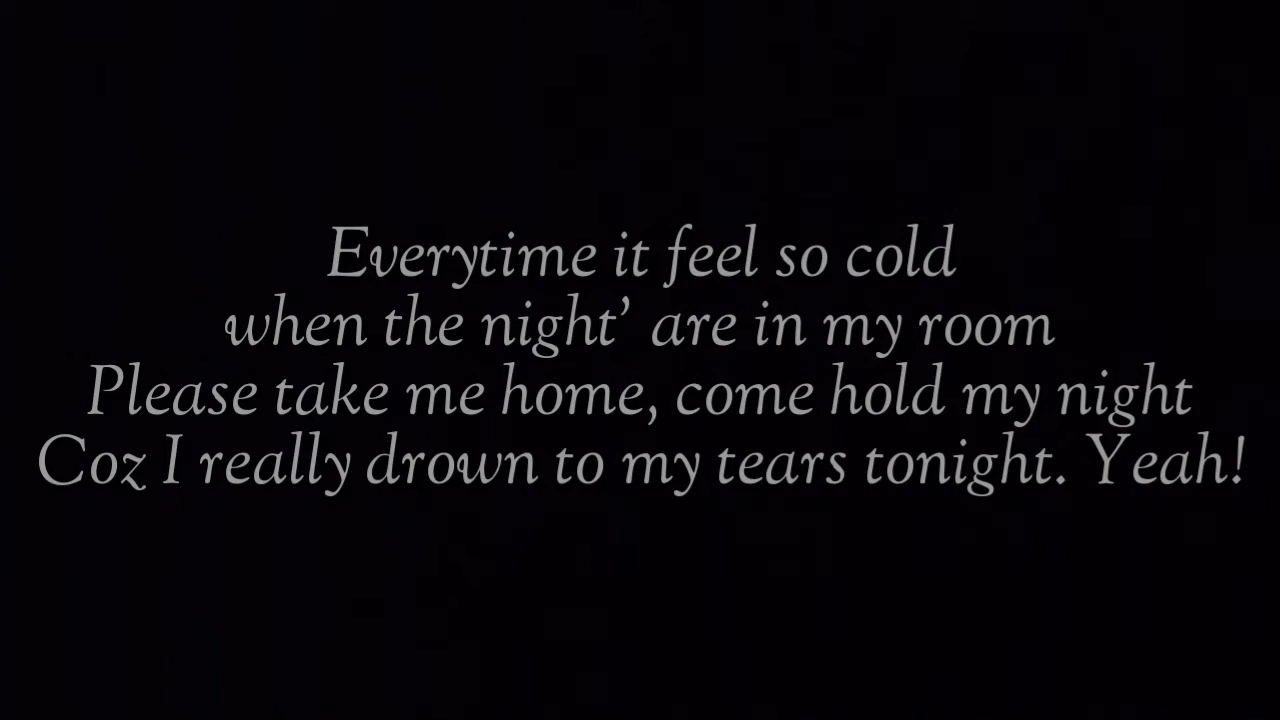 Everytime it feel so cold
when the night’ are in my room
Please take me home, come hold my night
Coz I really drown to my tears tonight. Yeah!